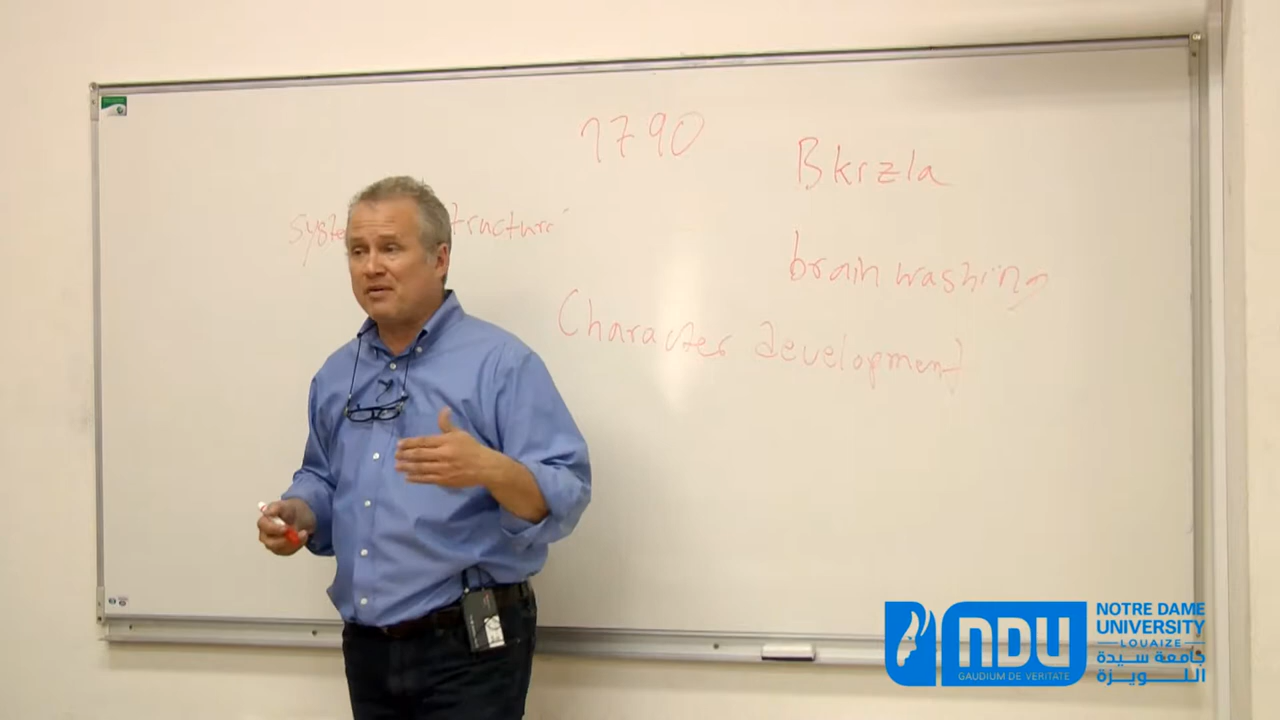 1790
Bkrzla
brainwashing
Character development
NDU
GAUDIUM DE VERITATE
NOTRE DAME
UNIVERSITY
LOUAIZE
جامعة سيدة
اللويزة